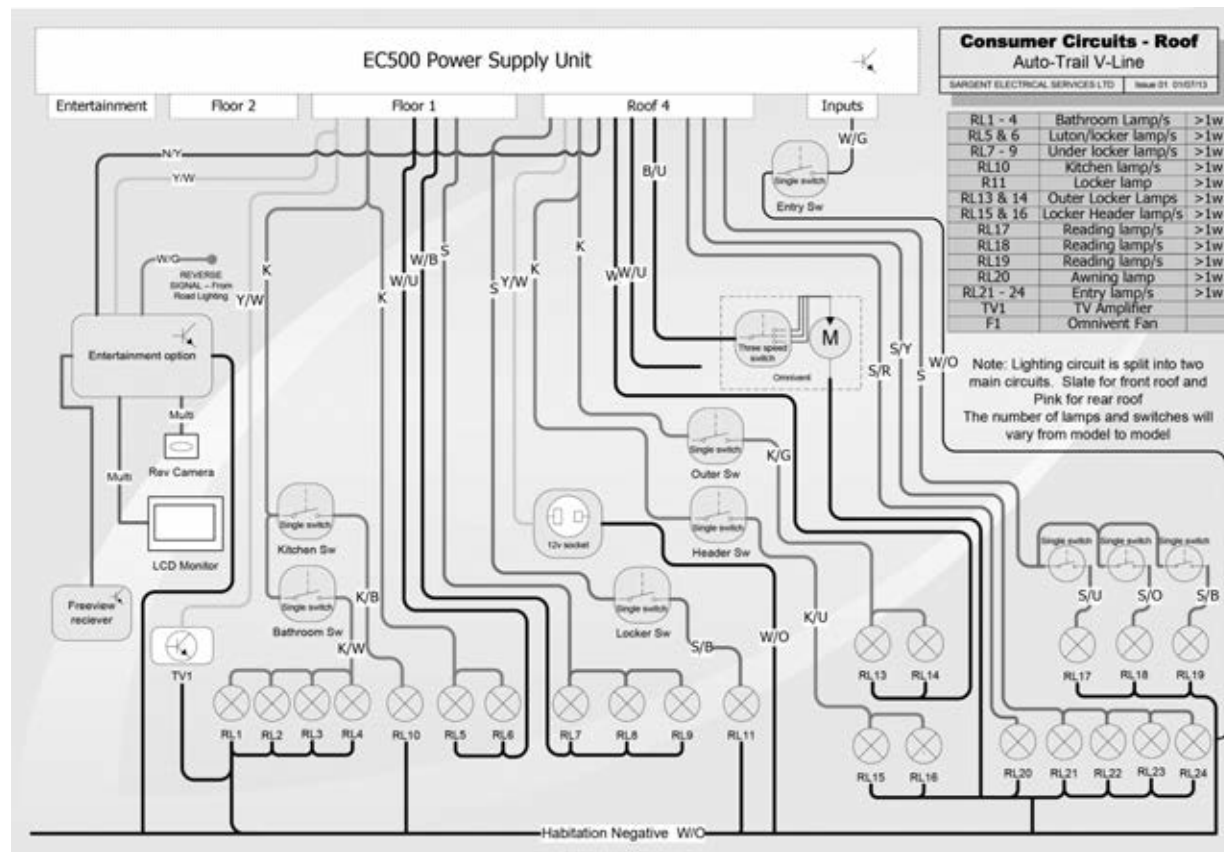 EC500 Power Supply Unit
Entertainment
Floor 2
Floor 1
Roof 4
Inputs
Consumer Circuits - Roof
Auto-Trail V-Line
SARGENT ELECTRICAL SERVICES LTD
Issue 01 01/07/13
RL1 - 4 Bathroom Lamp/s >1w
RL5 & 6 Luton/locker lamp/s >1w
RL7 - 9 Under locker lamp/s >1w
RL10 Kitchen lamp/s >1w
R11 Locker lamp >1w
RL13 & 14 Outer Locker Lamps >1w
RL15 & 16 Locker Header lamp/s >1w
RL17 Reading lamp/s >1w
RL18 Reading lamp/s >1w
RL19 Reading lamp/s >1w
RL20 Awning lamp >1w
RL21 - 24 Entry lamp/s >1w
TV1 TV Amplifier
F1 Omnivent Fan
Note: Lighting circuit is split into two
main circuits. Slate for front roof and
Pink for rear roof
The number of lamps and switches will
vary from model to model
W/G
Single switch
Entry Sw
N/Y
Y/W
B/U
W/G
REVERSE
SIGNAL – From
Road Lighting
K
Y/W
K
W/U
W/B
S
S
Y/W
K
K
W
W/U
Three speed
switch
M
Omnivent
S/R
S/Y
S
W/O
Entertainment option
Multi
Rev Camera
Multi
LCD Monitor
Freeview
reciever
TV1
Single switch
Kitchen Sw
Single switch
Bathroom Sw
K/B
K/W
12v socket
Single switch
Outer Sw
K/G
Single switch
Header Sw
K/U
Single switch
Locker Sw
S/B
W/O
Single switch
Single switch
Single switch
S/U
S/O
S/B
RL13
RL14
RL17
RL18
RL19
RL1
RL2
RL3
RL4
RL10
RL5
RL6
RL7
RL8
RL9
RL11
RL15
RL16
RL20
RL21
RL22
RL23
RL24
Habitation Negative W/O